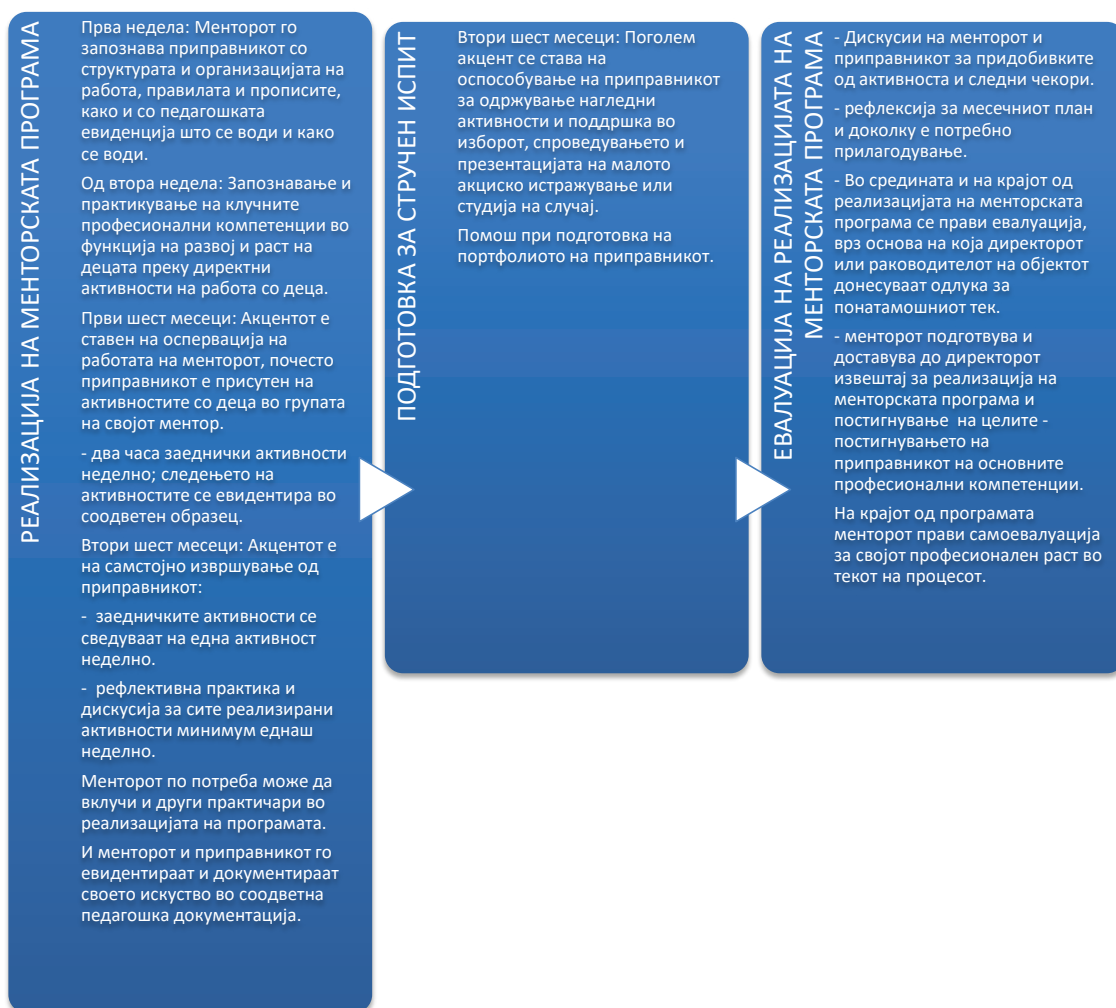 РЕАЛИЗАЦИЈА НА МЕНТОРСКАТА ПРОГРАМА
Прва недела: Менторот го
запознава приправникот со
структурата и организацијата на
работа, правилата и прописите,
како и со педагошката
евиденција што се води и како
се води.
Од втора недела: Запознавање и
практикување на клучните
професионални компетенции во
функција на развој и раст на
децата преку директни
активности на работа со деца.
Први шест месеци: Акцентот е
ставен на оспервација на
работата на менторот, почесто
приправникот е присутен на
активностите со деца во групата
на својот ментор.
- два часа заеднички активности
неделно; следењето на
активностите се евидентира во
соодветен образец.
Втори шест месеци: Акцентот е
на самстојно извршување од
приправникот:
- заедничките активности се
сведуваат на една активност
неделно.
- рефлективна практика и
дискусија за сите реализирани
активности минимум еднаш
неделно.
Менторот по потреба може да
вклучи и други практичари во
реализацијата на програмата.
И менторот и приправникот го
евидентираат и документираат
своето искуство во соодветна
педагошка документација.
ПОДГОТОВКА ЗА СТРУЧЕН ИСПИТ
Втори шест месеци: Поголем
акцент се става на
оспособување на приправникот
за одржување нагледни
активности и поддршка во
изборот, спроведувањето и
презентацијата на малото
акциско истражување или
студија на случај.
Помош при подготовка на
портфолиото на приправникот.
ЕВАЛУАЦИЈА НА РЕАЛИЗАЦИЈАТА НА
МЕНТОРСКАТА ПРОГРАМА
- Дискусии на менторот и
приправникот за придобивките
од активноста и следни чекори.
- рефлексија за месечниот план
и доколку е потребно
прилагодување.
- Во средината и на крајот од
реализацијата на менторската
програма се прави евалуација,
врз основа на која директорот
или раководителот на објектот
донесуваат одлука за
понатамошниот тек.
- менторот подготвува и
доставува до директорот
извештај за реализација на
менторската програма и
постигнување на целите -
постигнувањето на
приправникот на основните
професионални компетенции.
На крајот од програмата
менторот прави самоевалуација
за својот професионален раст во
текот на процесот.